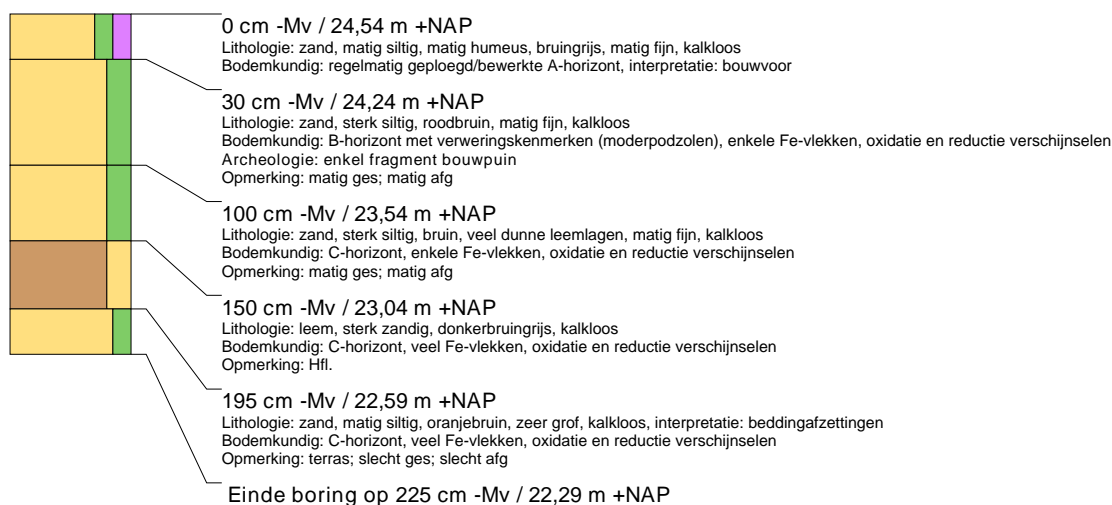 0 cm -Mv / 24,54 m +NAP
Lithologie: zand, matig siltig, matig humeus, bruingrijs, matig fijn, kalkloos
Bodemkundig: regelmatig geploegd/bewerkte A-horizont, interpretatie: bouwvoor
30 cm -Mv / 24,24 m +NAP
Lithologie: zand, sterk siltig, roodbruin, matig fijn, kalkloos
Bodemkundig: B-horizont met verweringskenmerken (moderpodzolen), enkele Fe-vlekken, oxidatie en reductie verschijnselen
Archeologie: enkel fragment bouwpuin
Opmerking: matig ges; matig afg
100 cm -Mv / 23,54 m +NAP
Lithologie: zand, sterk siltig, bruin, veel dunne leemlagen, matig fijn, kalkloos
Bodemkundig: C-horizont, enkele Fe-vlekken, oxidatie en reductie verschijnselen
Opmerking: matig ges; matig afg
150 cm -Mv / 23,04 m +NAP
Lithologie: leem, sterk zandig, donkerbruingrijs, kalkloos
Bodemkundig: C-horizont, veel Fe-vlekken, oxidatie en reductie verschijnselen
Opmerking: Hfl.
195 cm -Mv / 22,59 m +NAP
Lithologie: zand, matig siltig, oranjebruin, zeer grof, kalkloos, interpretatie: beddingafzettingen
Bodemkundig: C-horizont, veel Fe-vlekken, oxidatie en reductie verschijnselen
Opmerking: terras; slecht ges; slecht afg
Einde boring op 225 cm -Mv / 22,29 m +NAP